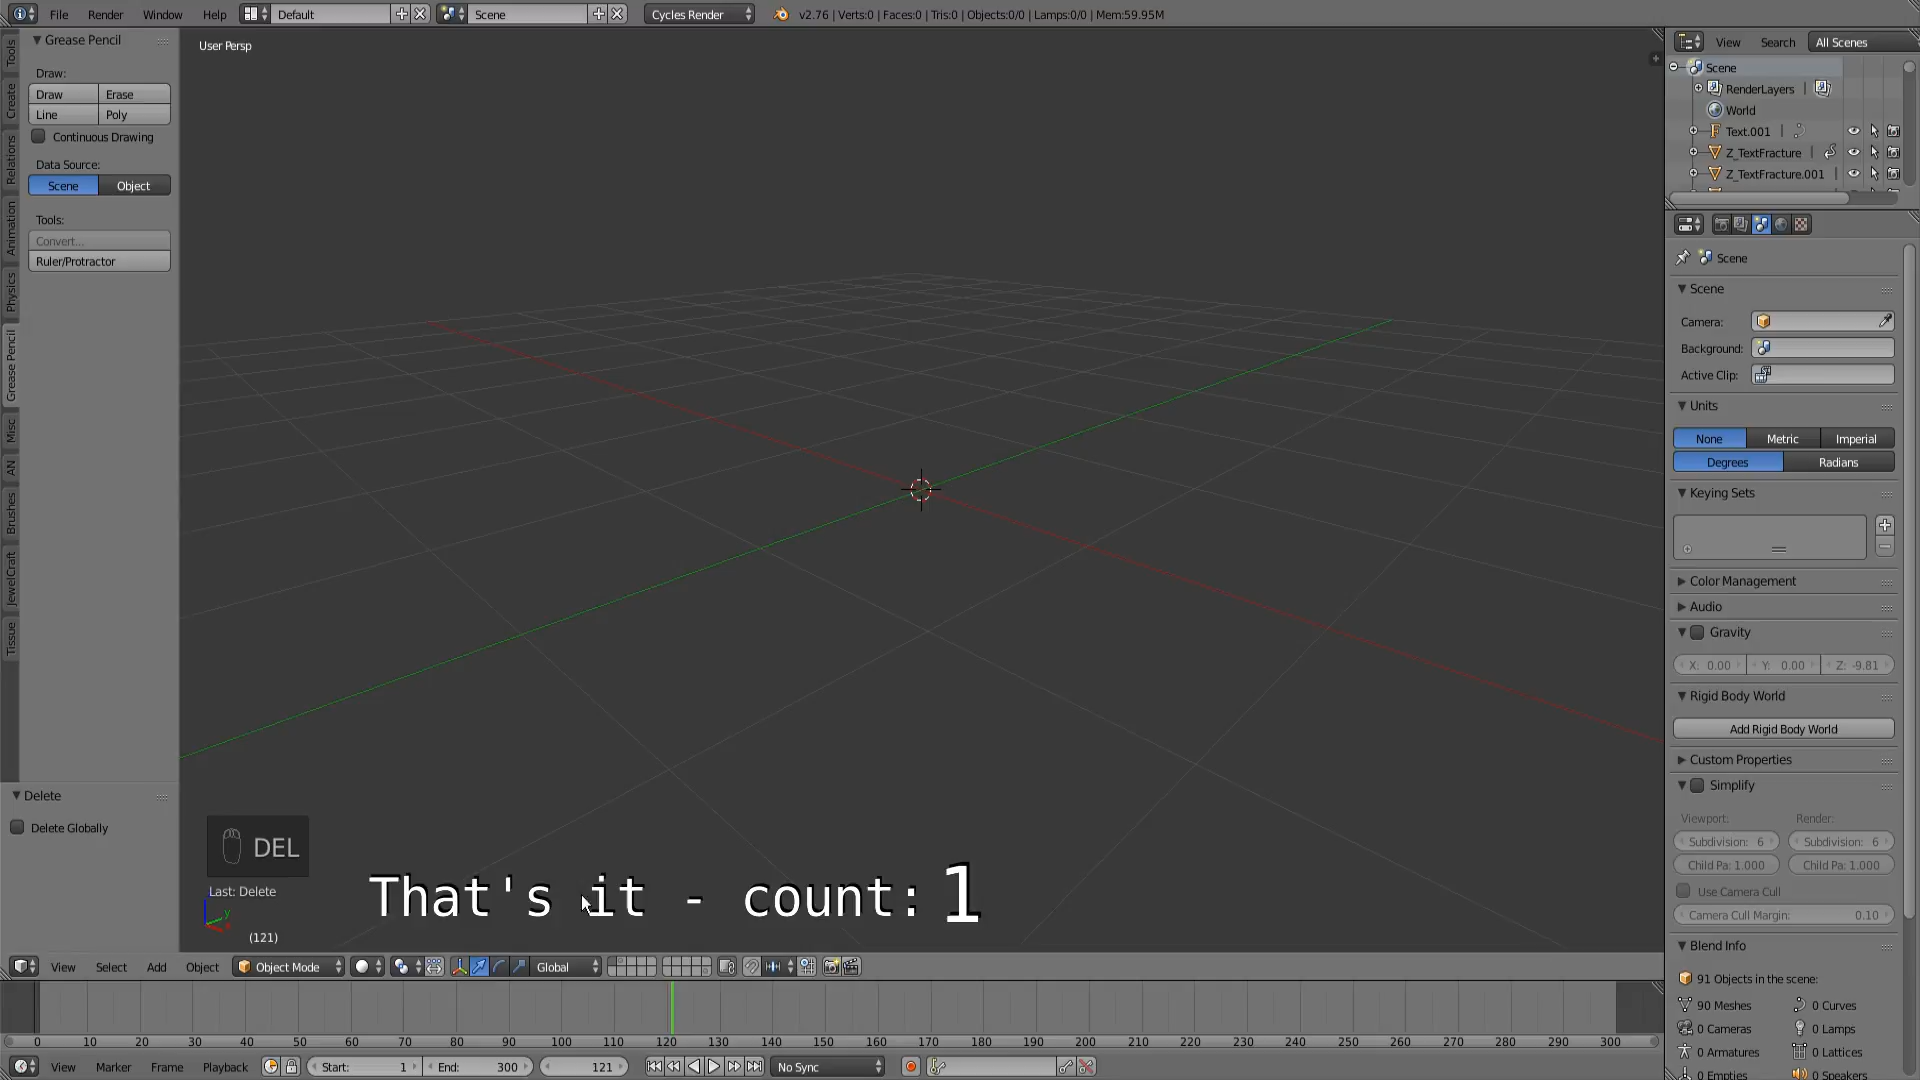 File Render Window Help Default Scene Cycles Render v2.76 | Verts:0 | Faces:0 | Tris:0 | Objects:0/0 | Lamps:0/0 | Mem:59.95M
Grease Pencil
Draw:
Draw Erase
Line Poly
Continuous Drawing
Data Source:
Scene Object
Tools:
Convert...
Ruler/Protractor
Tools
Create
Relations
Animation
Physics
Grease Pencil
Misc
AN
Brushes
JewelCraft
Tissue
Delete
Delete Globally
User Persp
DEL
Last: Delete
y
x
(121)
That's it - count: 1
View Search All Scenes
Scene
RenderLayers
World
Text.001
Z_TextFracture
Z_TextFracture.001
Scene
Scene
Camera:
Background:
Active Clip:
Units
None Metric Imperial
Degrees Radians
Keying Sets
Color Management
Audio
Gravity
X: 0.00 Y: 0.00 Z: -9.81
Rigid Body World
Add Rigid Body World
Custom Properties
Simplify
Viewport: Render:
Subdivision: 6 Subdivision: 6
Child Pa: 1.000 Child Pa: 1.000
Use Camera Cull
Camera Cull Margin: 0.10
Blend Info
91 Objects in the scene:
90 Meshes 0 Curves
0 Cameras 0 Lamps
0 Armatures 0 Lattices
0 Empties 0 Speakers
View Select Add Object Object Mode Global
0 10 20 30 40 50 60 70 80 90 100 110 120 130 140 150 160 170 180 190 200 210 220 230 240 250 260 270 280 290 300
View Marker Frame Playback Start: 1 End: 300 121 No Sync